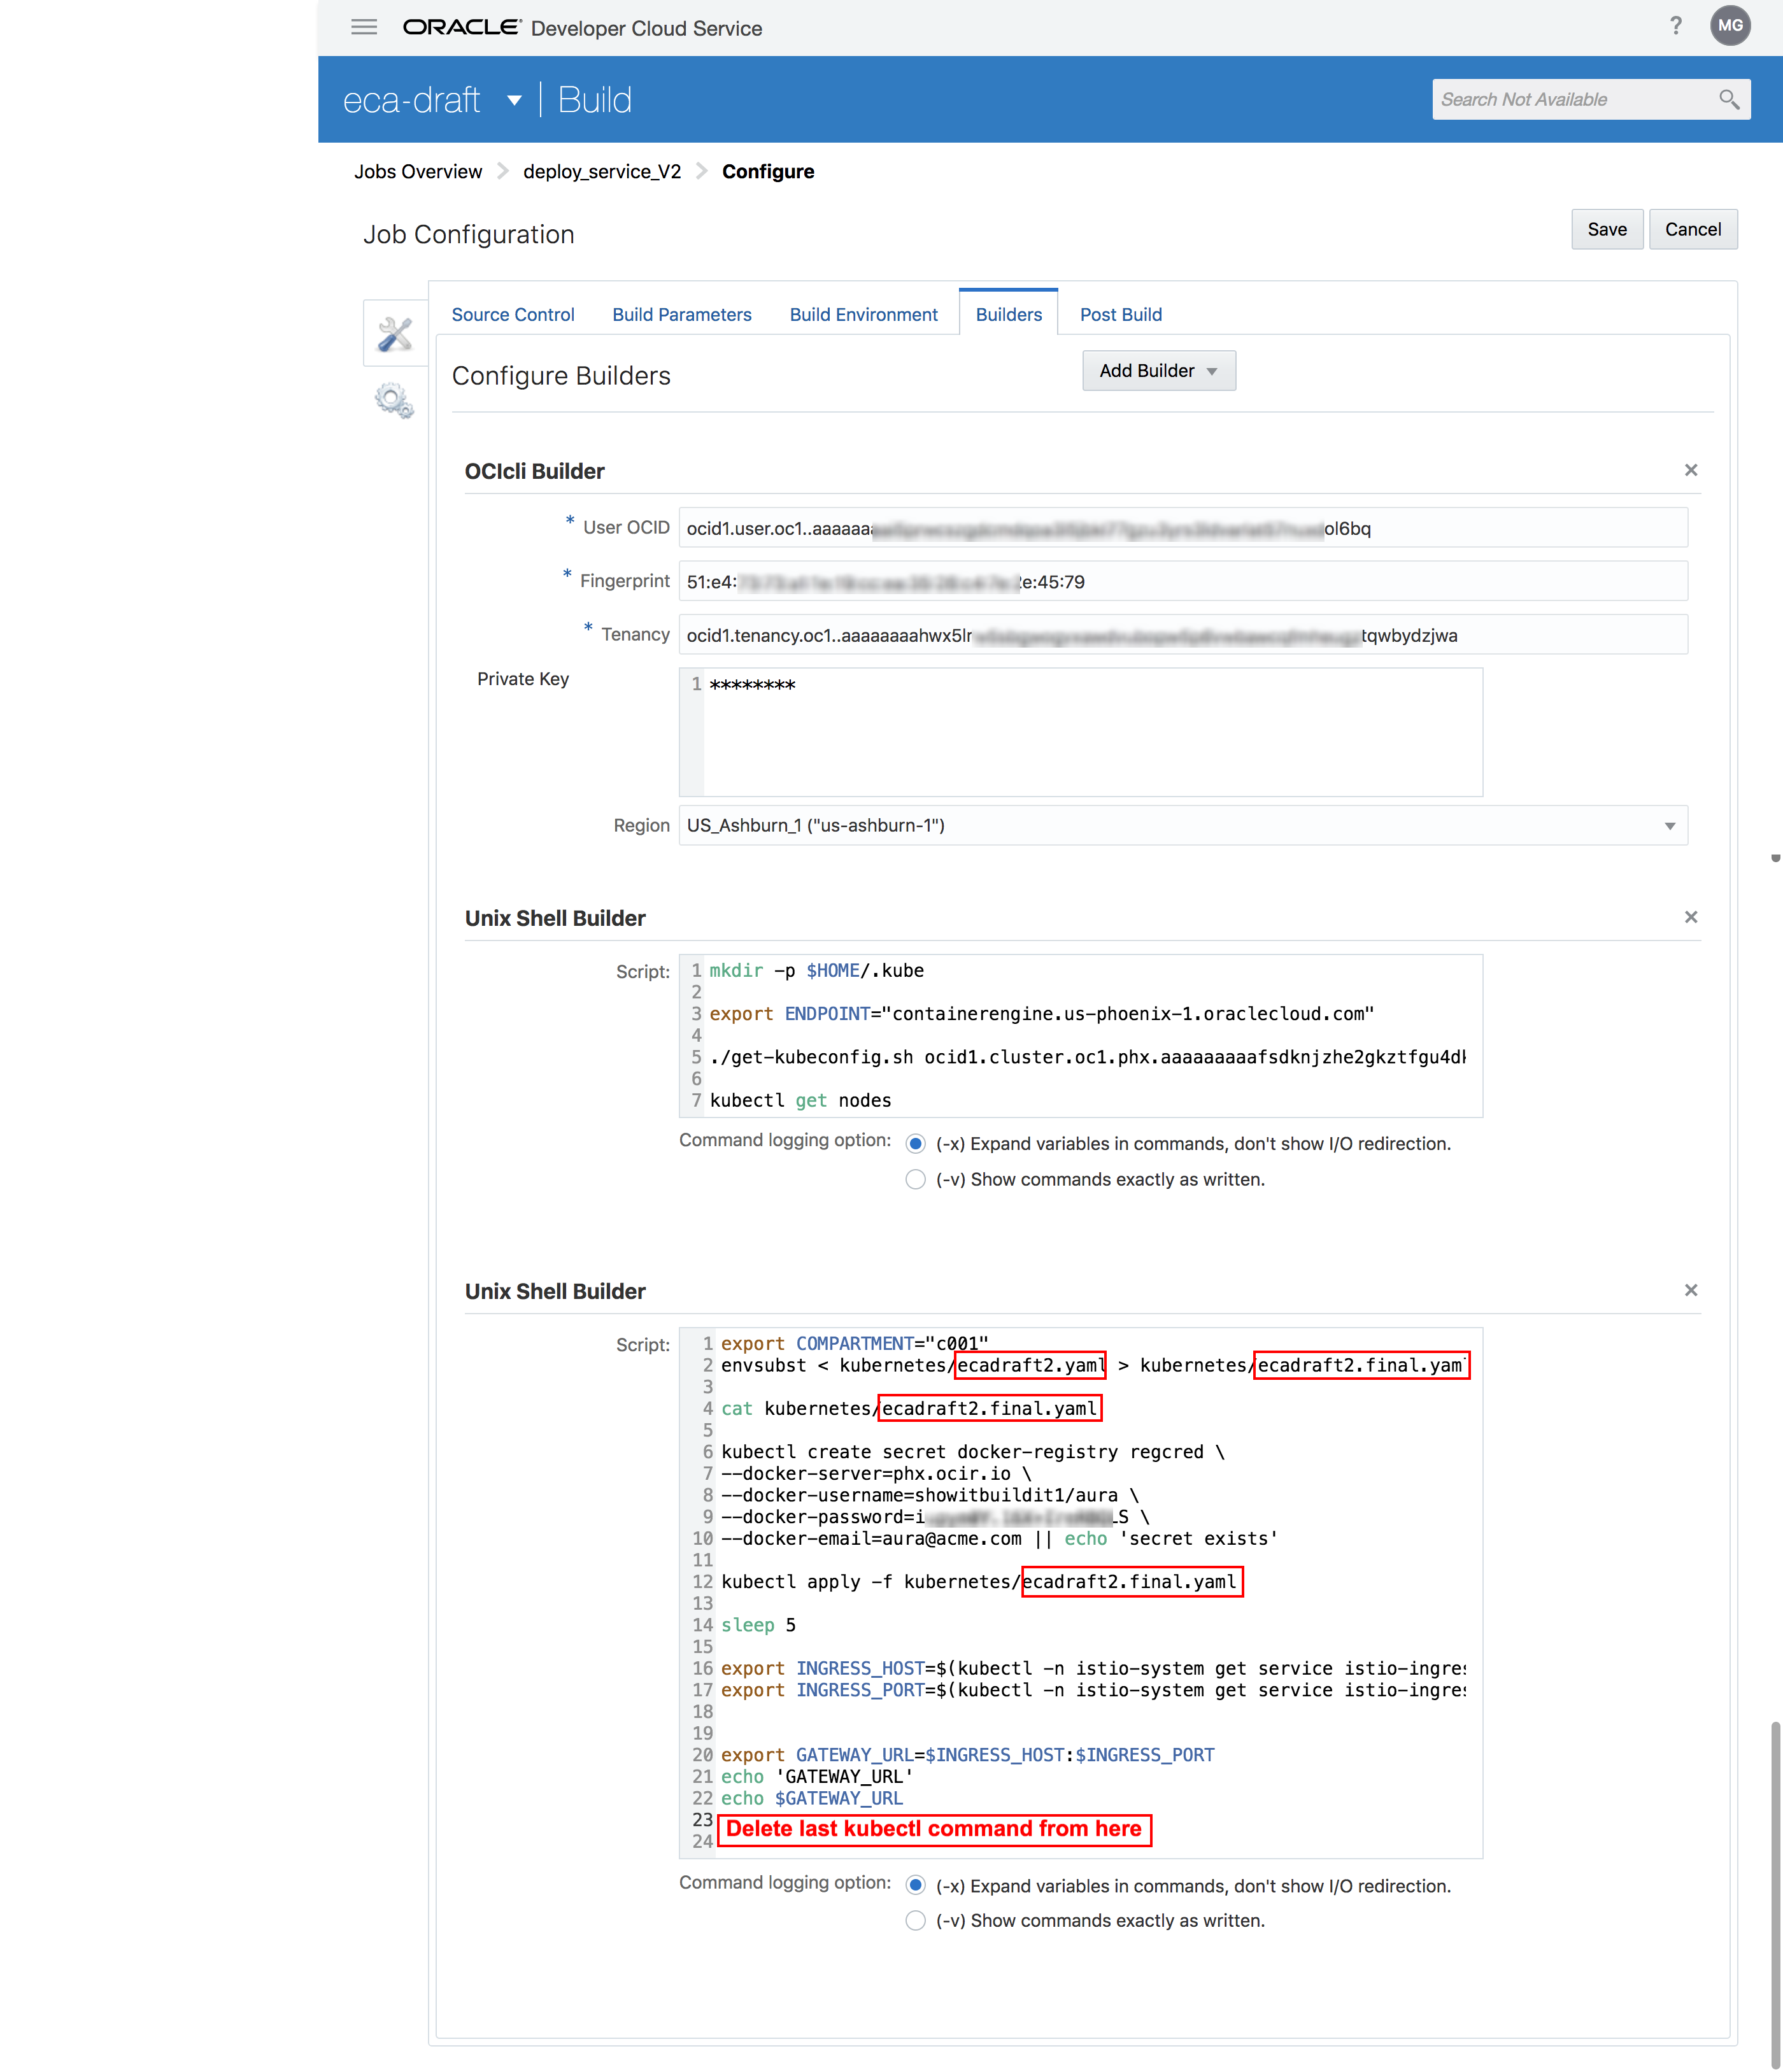 ORACLE® Developer Cloud Service
?
MG
eca-draft
Build
Search Not Available
Jobs Overview
deploy_service_V2
Configure
Job Configuration
Save
Cancel
Source Control
Build Parameters
Build Environment
Builders
Post Build
Configure Builders
Add Builder
OCIcli Builder
* User OCID ocid1.user.oc1..aaaaaa ol6bq
* Fingerprint 51:e4: e:45:79
* Tenancy ocid1.tenancy.oc1..aaaaaaaahwx5lr tqwbydzjwa
Private Key
1 ********
Region US_Ashburn_1 ("us-ashburn-1")
Unix Shell Builder
Script:
1 mkdir -p $HOME/.kube
2
3 export ENDPOINT="containerengine.us-phoenix-1.oraclecloud.com"
4
5 ./get-kubeconfig.sh ocid1.cluster.oc1.phx.aaaaaaaaafsdknjzhe2gkztfgu4d
6
7 kubectl get nodes
Command logging option:
(-x) Expand variables in commands, don't show I/O redirection.
(-v) Show commands exactly as written.
Unix Shell Builder
Script:
1 export COMPARTMENT="c001"
2 envsubst < kubernetes/ecadraft2.yaml > kubernetes/ecadraft2.final.yam
3
4 cat kubernetes/ecadraft2.final.yaml
5
6 kubectl create secret docker-registry regcred \
7 --docker-server=phx.ocir.io \
8 --docker-username=showitbuildit1/aura \
9 --docker-password=i LS \
10 --docker-email=aura@acme.com || echo 'secret exists'
11
12 kubectl apply -f kubernetes/ecadraft2.final.yaml
13
14 sleep 5
15
16 export INGRESS_HOST=$(kubectl -n istio-system get service istio-ingres
17 export INGRESS_PORT=$(kubectl -n istio-system get service istio-ingres
18
19
20 export GATEWAY_URL=$INGRESS_HOST:$INGRESS_PORT
21 echo 'GATEWAY_URL'
22 echo $GATEWAY_URL
23
Delete last kubectl command from here
24
Command logging option:
(-x) Expand variables in commands, don't show I/O redirection.
(-v) Show commands exactly as written.